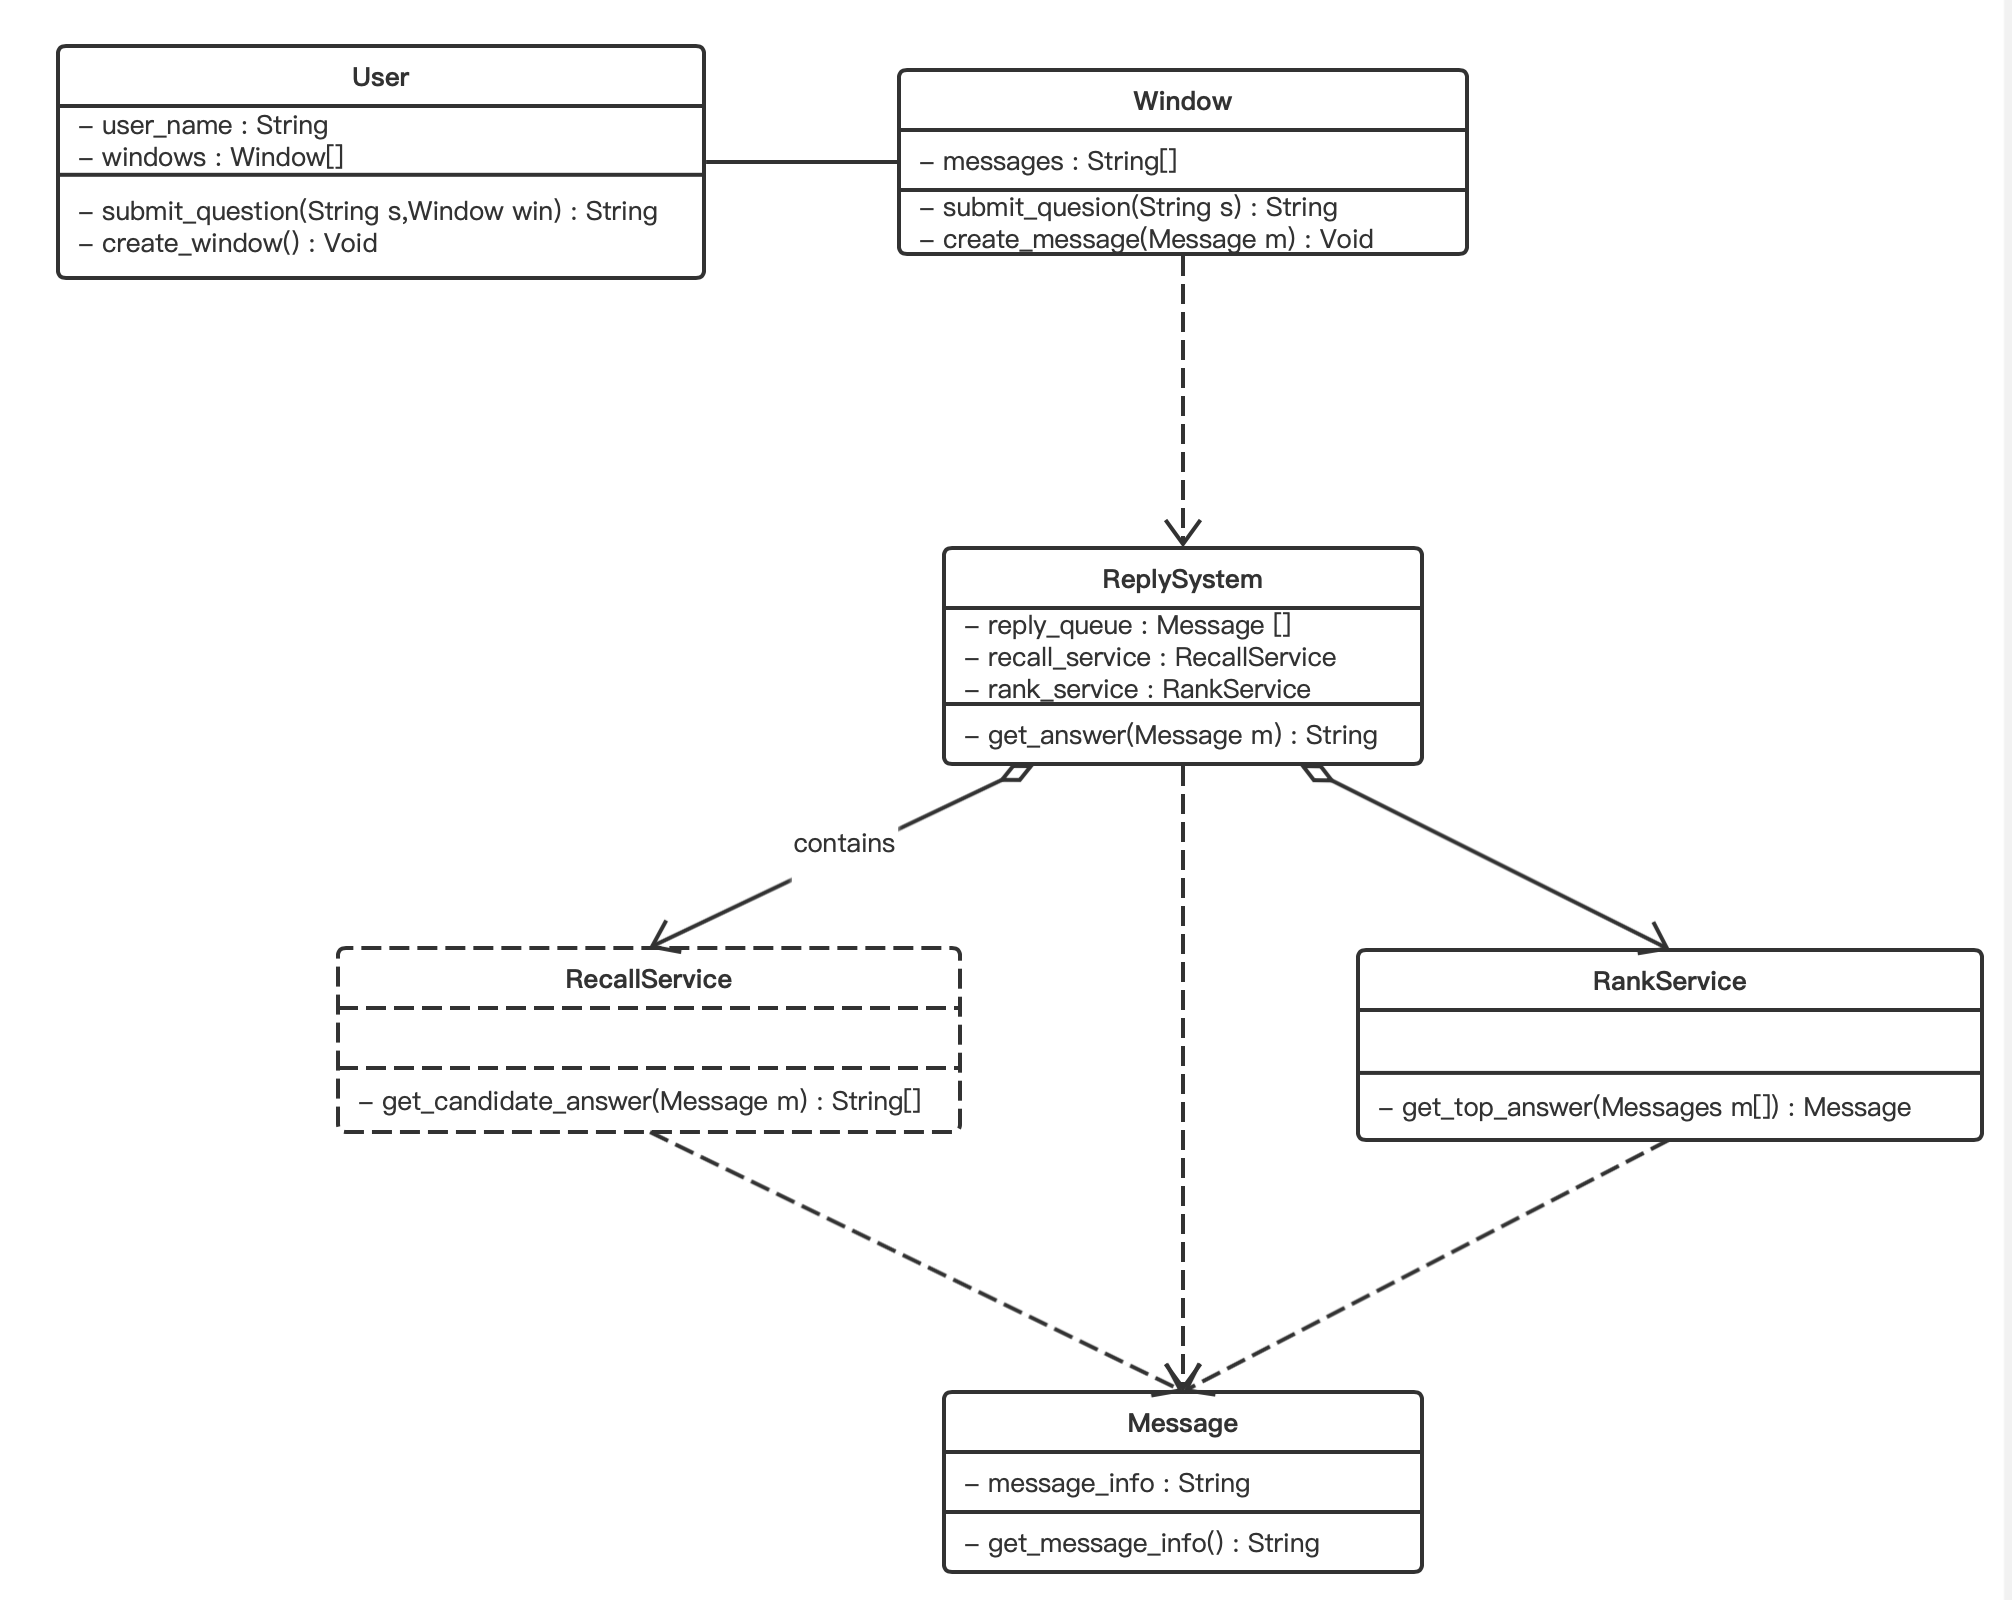 User
– user_name : String
– windows : Window[]
– submit_question(String s,Window win) : String
– create_window() : Void
Window
– messages : String[]
– submit_quesion(String s) : String
– create_message(Message m) : Void
ReplySystem
– reply_queue : Message []
– recall_service : RecallService
– rank_service : RankService
– get_answer(Message m) : String
contains
RecallService
– get_candidate_answer(Message m) : String[]
RankService
– get_top_answer(Messages m[]) : Message
Message
– message_info : String
– get_message_info() : String